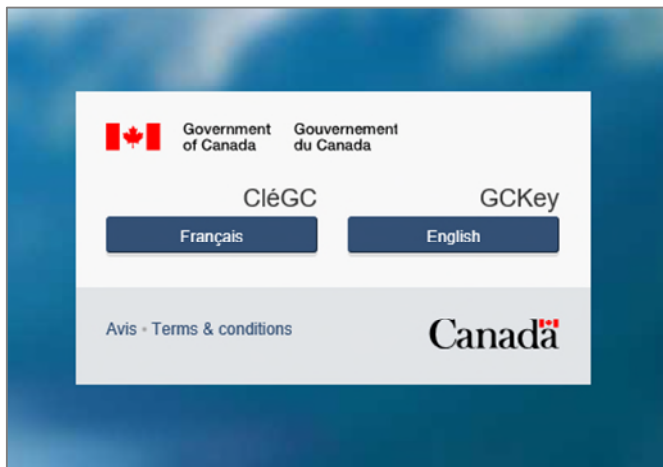 Government Gouvernement
of Canada du Canada
CléGC GCKey
Français English
Avis • Terms & conditions
Canada